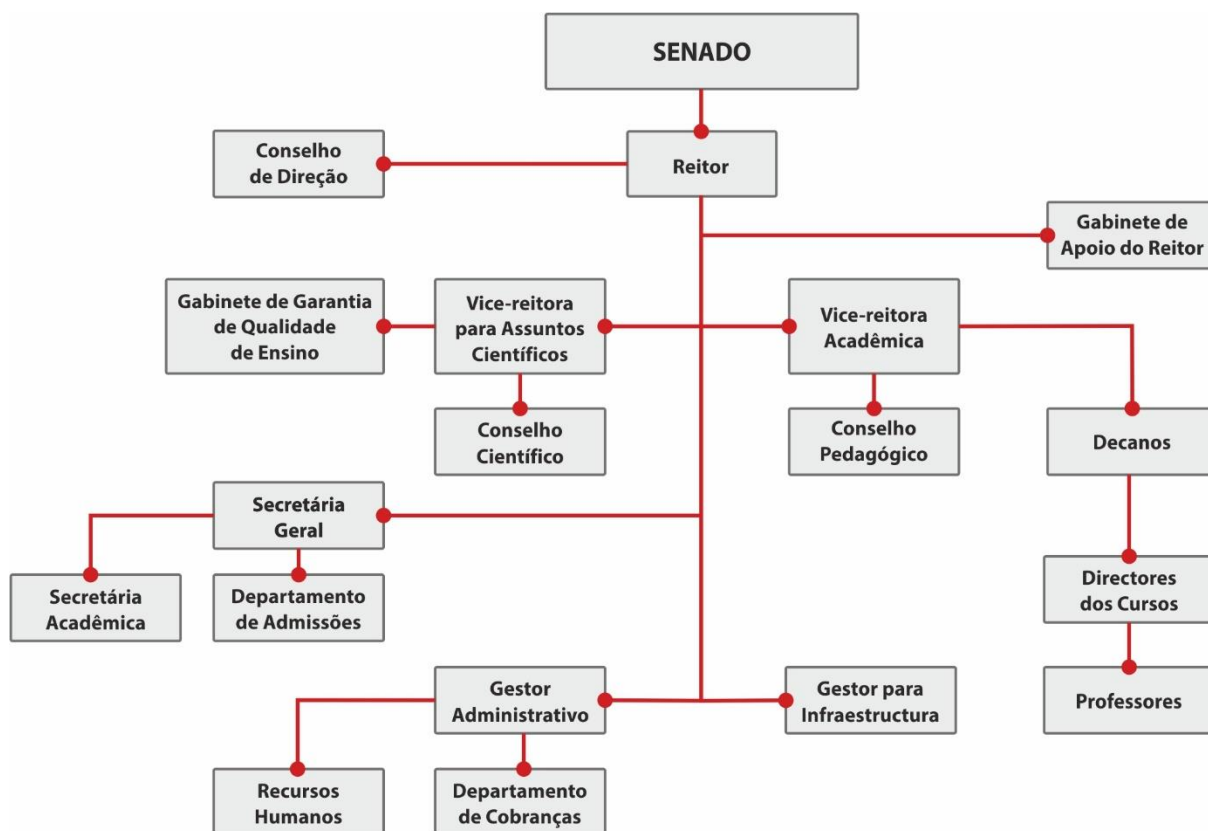 SENADO
Conselho
de Direção
Reitor
Gabinete de
Apoio do Reitor
Gabinete de Garantia
de Qualidade
de Ensino
Vice-reitora
para Assuntos
Científicos
Vice-reitora
Acadêmica
Conselho
Científico
Conselho
Pedagógico
Decanos
Secretária
Geral
Secretária
Acadêmica
Departamento
de Admissões
Directores
dos Cursos
Gestor
Administrativo
Gestor para
Infraestructura
Professores
Recursos
Humanos
Departamento
de Cobranças